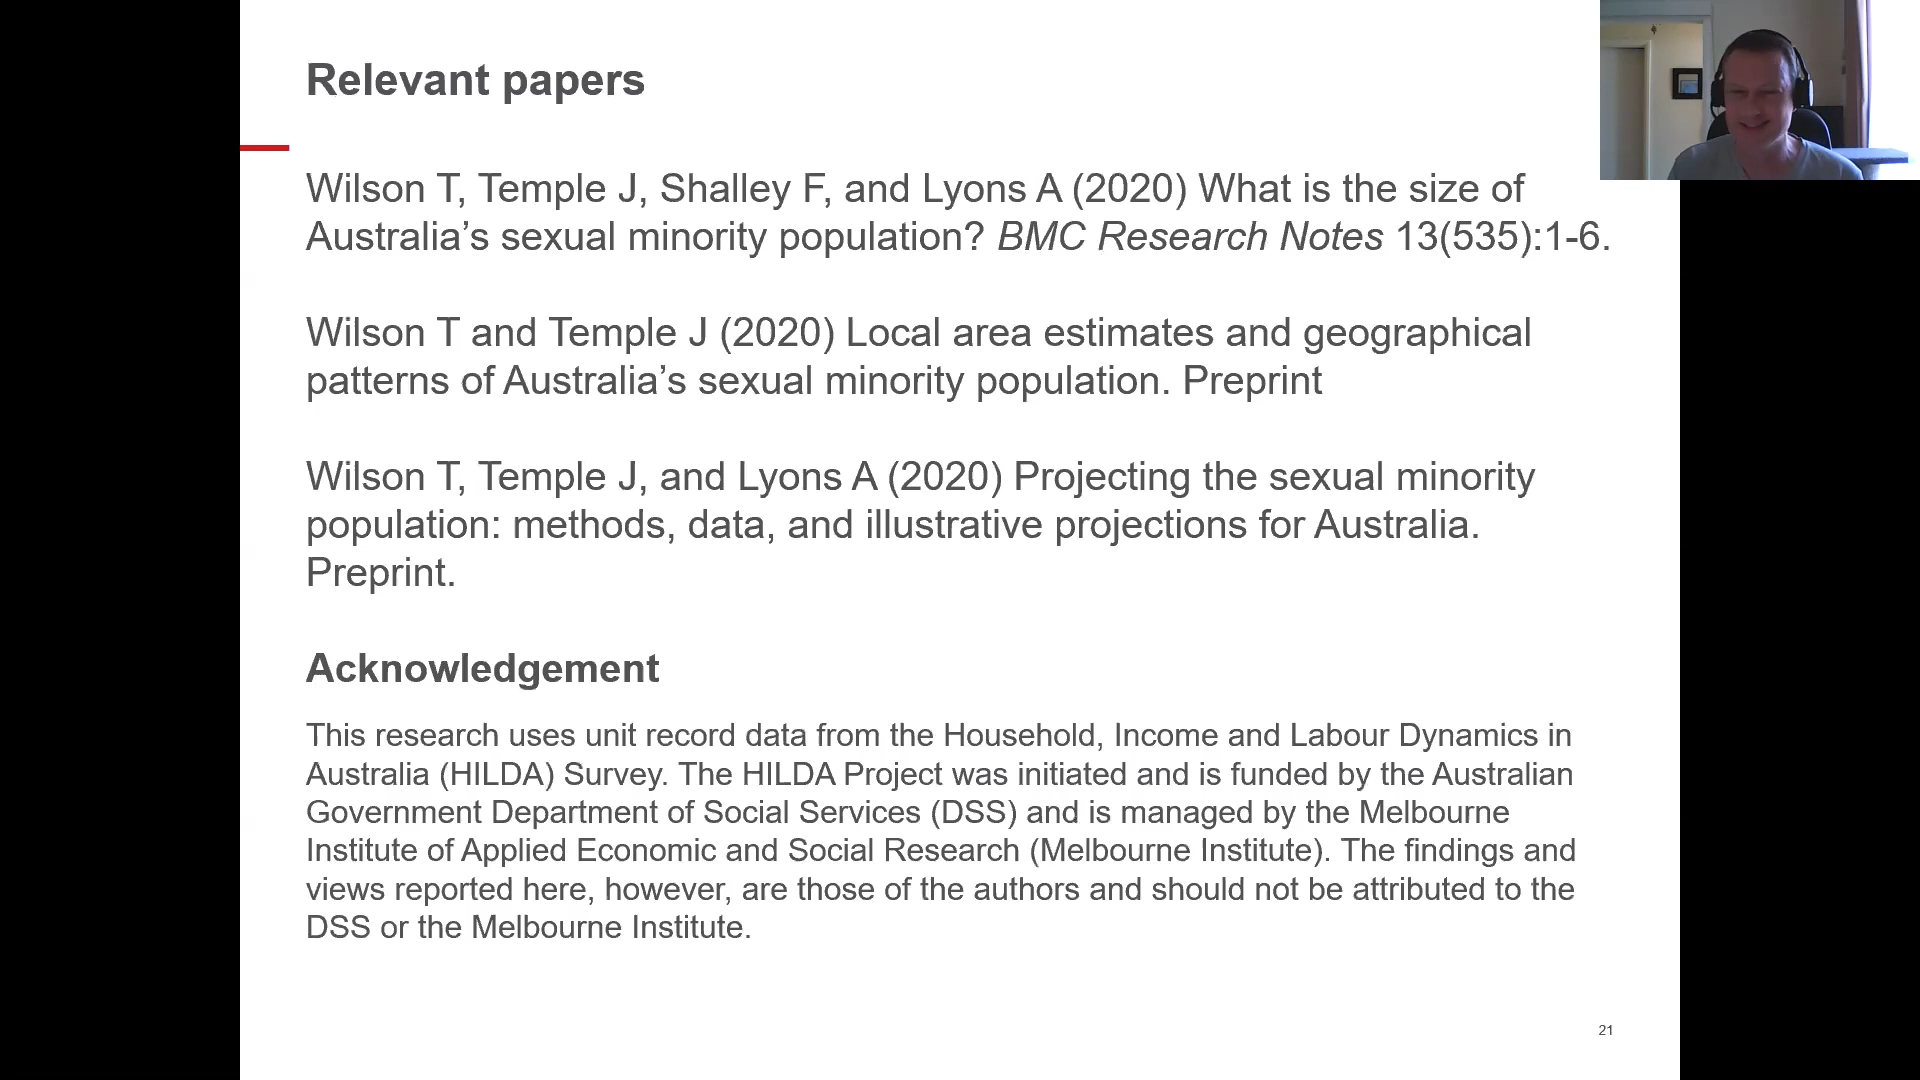 Relevant papers
Wilson T, Temple J, Shalley F, and Lyons A (2020) What is the size of
Australia’s sexual minority population? BMC Research Notes 13(535):1-6.
Wilson T and Temple J (2020) Local area estimates and geographical
patterns of Australia’s sexual minority population. Preprint
Wilson T, Temple J, and Lyons A (2020) Projecting the sexual minority
population: methods, data, and illustrative projections for Australia.
Preprint.
Acknowledgement
This research uses unit record data from the Household, Income and Labour Dynamics in
Australia (HILDA) Survey. The HILDA Project was initiated and is funded by the Australian
Government Department of Social Services (DSS) and is managed by the Melbourne
Institute of Applied Economic and Social Research (Melbourne Institute). The findings and
views reported here, however, are those of the authors and should not be attributed to the
DSS or the Melbourne Institute.
21